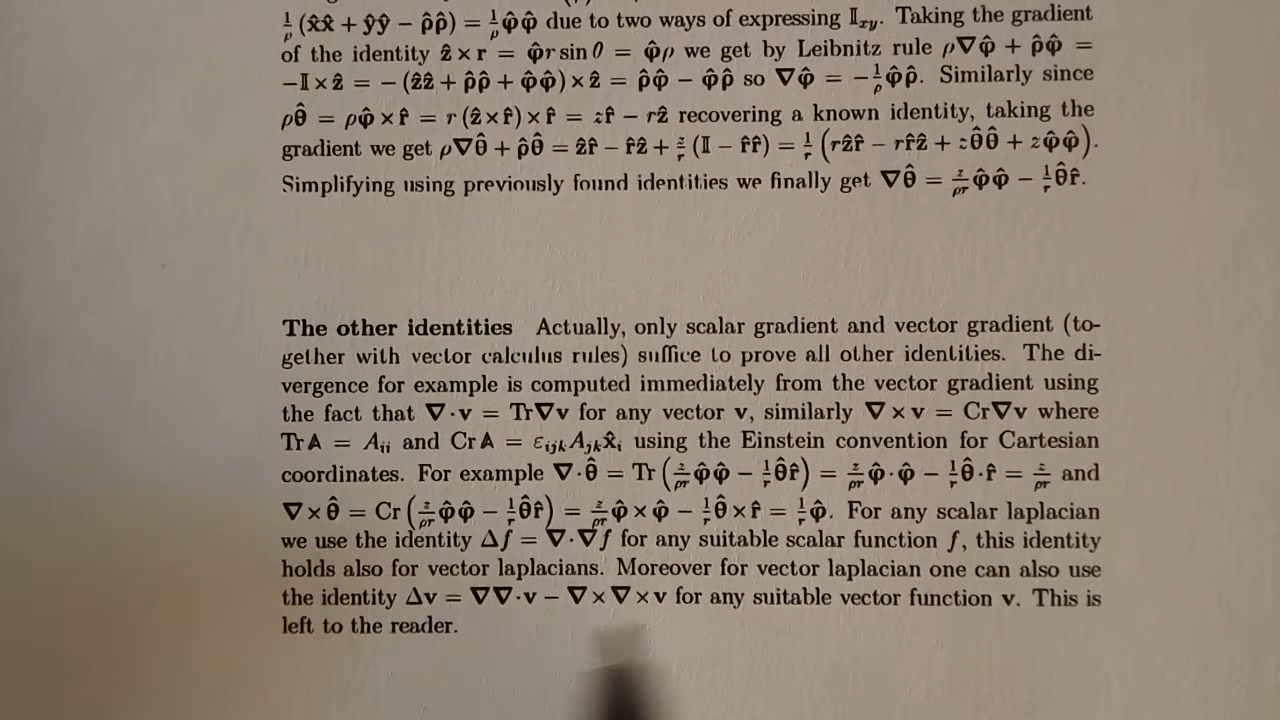 1/ρ (x̂x̂ + ŷŷ − ρ̂ρ̂) = 1/ρ φ̂φ̂ due to two ways of expressing 𝕀ₓᵧ. Taking the gradient
of the identity ẑ × r = φ̂r sin θ = φ̂ρ we get by Leibnitz rule ρ∇φ̂ + ρ̂φ̂ =
−𝕀 × ẑ = − (ẑẑ + ρ̂ρ̂ + φ̂φ̂) × ẑ = ρ̂φ̂ − φ̂ρ̂ so ∇φ̂ = −1/ρ φ̂ρ̂. Similarly since
ρθ̂ = ρφ̂ × r̂ = r (ẑ × r̂) × r̂ = zr̂ − rẑ recovering a known identity, taking the
gradient we get ρ∇θ̂ + ρ̂θ̂ = ẑr̂ − r̂ẑ + z/r (𝕀 − r̂r̂) = 1/r (rẑr̂ − rr̂ẑ + zθ̂θ̂ + zφ̂φ̂).
Simplifying using previously found identities we finally get ∇θ̂ = z/ρr φ̂φ̂ − 1/r θ̂r̂.
The other identities Actually, only scalar gradient and vector gradient (to-
gether with vector calculus rules) suffice to prove all other identities. The di-
vergence for example is computed immediately from the vector gradient using
the fact that ∇ · v = Tr∇v for any vector v, similarly ∇ × v = Cr∇v where
Tr𝔸 = Aᵢᵢ and Cr𝔸 = εᵢⱼₖAⱼₖx̂ᵢ using the Einstein convention for Cartesian
coordinates. For example ∇ · θ̂ = Tr (z/ρr φ̂φ̂ − 1/r θ̂r̂) = z/ρr φ̂ · φ̂ − 1/r θ̂ · r̂ = z/ρr and
∇ × θ̂ = Cr (z/ρr φ̂φ̂ − 1/r θ̂r̂) = z/ρr φ̂ × φ̂ − 1/r θ̂ × r̂ = 1/r φ̂. For any scalar laplacian
we use the identity Δf = ∇ · ∇f for any suitable scalar function f, this identity
holds also for vector laplacians. Moreover for vector laplacian one can also use
the identity Δv = ∇∇ · v − ∇ × ∇ × v for any suitable vector function v. This is
left to the reader.